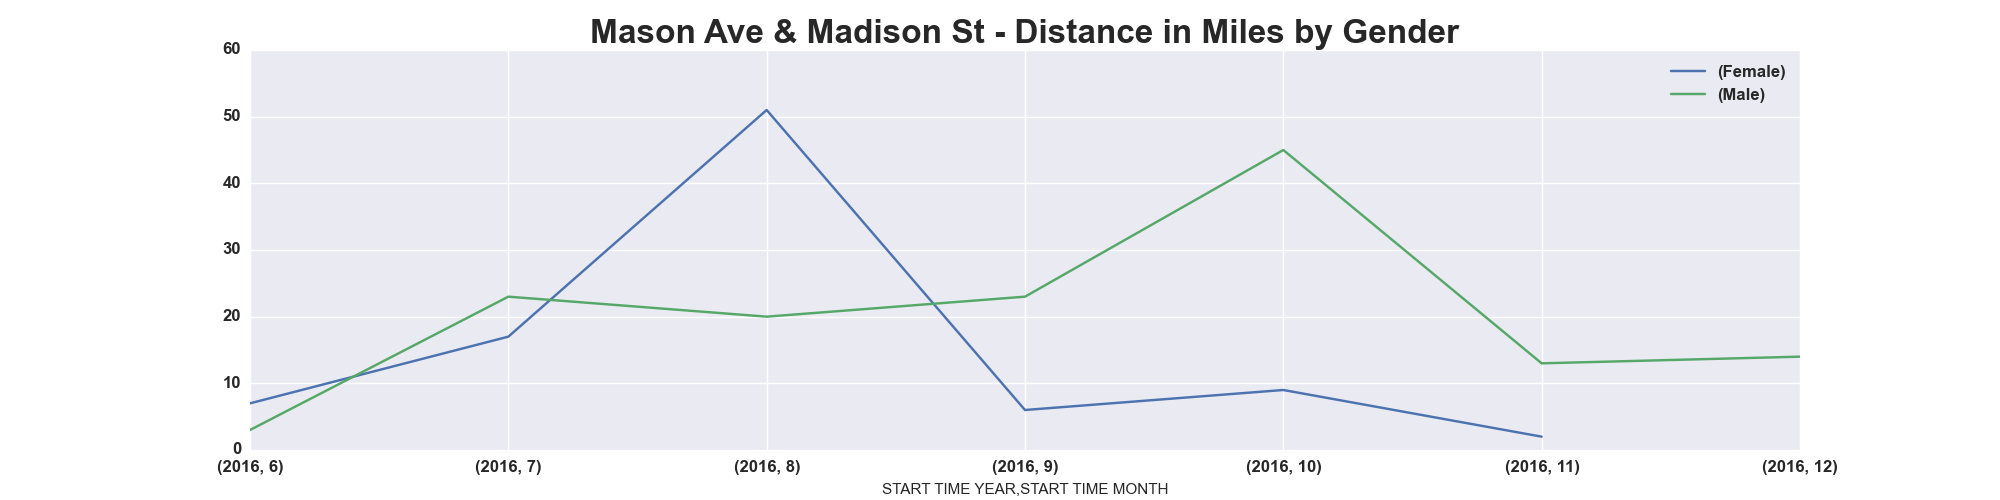 Mason Ave & Madison St - Distance in Miles by Gender
60
50
40
30
20
10
0
(Female)
(Male)
(2016, 6) (2016, 7) (2016, 8) (2016, 9) (2016, 10) (2016, 11) (2016, 12)
START TIME YEAR,START TIME MONTH